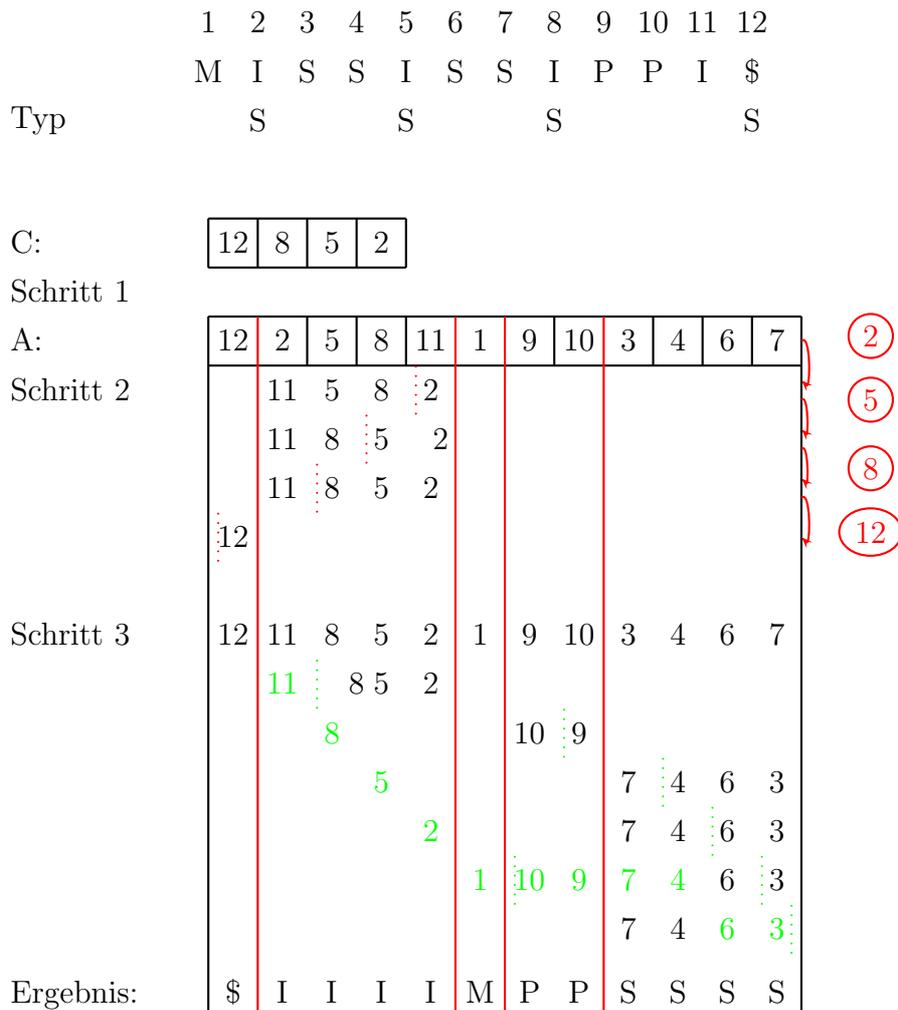 1 2 3 4 5 6 7 8 9 10 11 12
M I S S I S S I P P I $
Typ S S S S
C: 12 8 5 2
Schritt 1
A: 12 2 5 8 11 1 9 10 3 4 6 7 2
Schritt 2 11 5 8 2 5
11 8 5 2 8
11 8 5 2
12 12
Schritt 3 12 11 8 5 2 1 9 10 3 4 6 7
11 8 5 2
8 10 9
5 7 4 6 3
2 7 4 6 3
1 10 9 7 4 6 3
7 4 6 3
Ergebnis: $ I I I I M P P S S S S